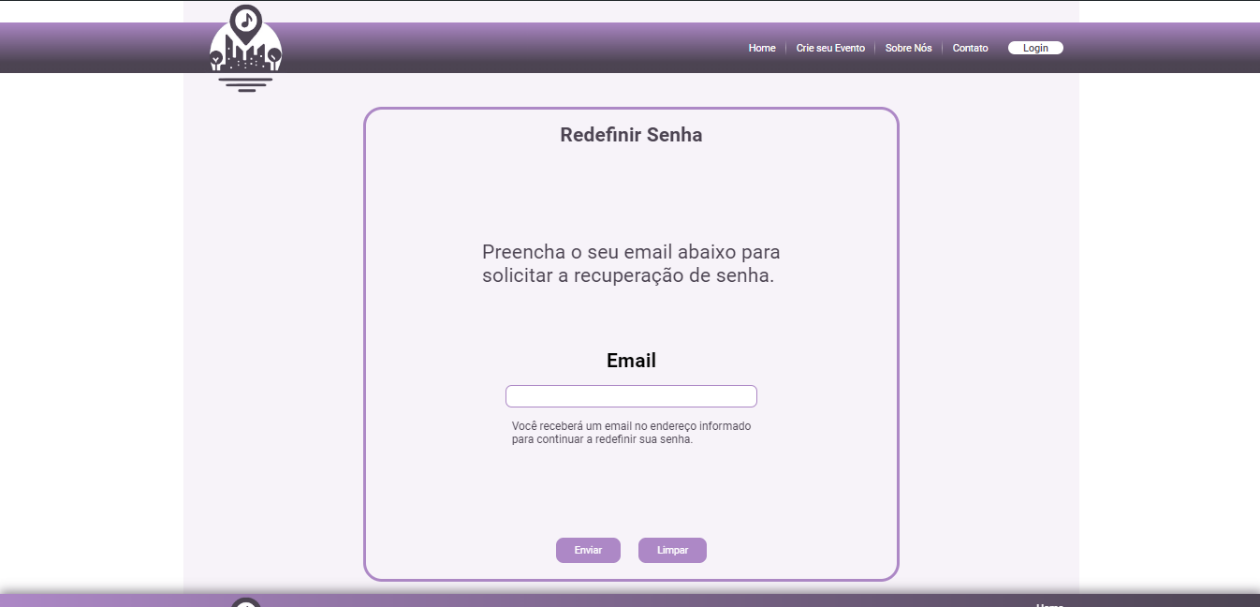 Home
Crie seu Evento
Sobre Nós
Contato
Login
Redefinir Senha
Preencha o seu email abaixo para
solicitar a recuperação de senha.
Email
Você receberá um email no endereço informado
para continuar a redefinir sua senha.
Enviar
Limpar
Home